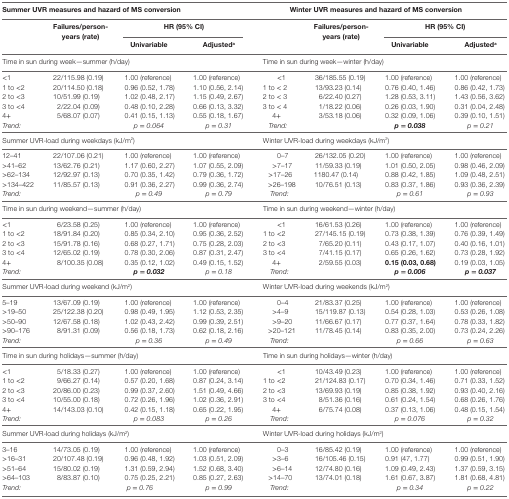 Summer UVR measures and hazard of MS conversion Winter UVR measures and hazard of MS conversion
Failures/person-years (rate) HR (95% CI) Failures/person-years (rate) HR (95% CI)
Univariable Adjustedᵃ Univariable Adjustedᵃ
Time in sun during week—summer (h/day) Time in sun during week—winter (h/day)
<1 22/115.98 (0.19) 1.00 (reference) 1.00 (reference) <1 36/185.55 (0.19) 1.00 (reference) 1.00 (reference)
1 to <2 20/114.50 (0.18) 0.96 (0.52, 1.78) 1.10 (0.56, 2.14) 1 to <2 13/93.23 (0.14) 0.76 (0.40, 1.46) 0.86 (0.42, 1.73)
2 to <3 10/51.99 (0.19) 1.02 (0.48, 2.17) 1.15 (0.49, 2.67) 2 to <3 6/22.40 (0.27) 1.28 (0.53, 3.11) 1.43 (0.56, 3.62)
3 to <4 2/22.04 (0.09) 0.48 (0.10, 2.28) 0.66 (0.13, 3.32) 3 to <4 1/18.22 (0.06) 0.26 (0.03, 1.90) 0.31 (0.04, 2.48)
4+ 5/68.07 (0.07) 0.41 (0.15, 1.13) 0.55 (0.18, 1.67) 4+ 3/53.18 (0.06) 0.32 (0.09, 1.06) 0.39 (0.10, 1.51)
Trend: p = 0.064 p = 0.31 Trend: p = 0.038 p = 0.21
Summer UVR-load during weekdays (kJ/m²) Winter UVR-load during weekdays (kJ/m²)
12–41 22/107.06 (0.21) 1.00 (reference) 1.00 (reference) 0–7 26/132.05 (0.20) 1.00 (reference) 1.00 (reference)
>41–62 13/62.76 (0.21) 1.17 (0.60, 2.27) 1.07 (0.55, 2.09) >7–17 11/59.33 (0.19) 1.01 (0.50, 2.05) 0.98 (0.46, 2.09)
>62–134 12/92.97 (0.13) 0.70 (0.35, 1.42) 0.79 (0.36, 1.72) >17–26 1180.47 (0.14) 0.88 (0.42, 1.85) 1.09 (0.48, 2.51)
>134–422 11/85.57 (0.13) 0.91 (0.36, 2.27) 0.99 (0.36, 2.74) >26–198 10/76.51 (0.13) 0.83 (0.37, 1.86) 0.93 (0.36, 2.39)
Trend: p = 0.49 p = 0.79 Trend: p = 0.61 p = 0.93
Time in sun during weekend—summer (h/day) Time in sun during weekend—winter (h/day)
<1 6/23.58 (0.25) 1.00 (reference) 1.00 (reference) <1 16/61.53 (0.26) 1.00 (reference) 1.00 (reference)
1 to <2 18/91.84 (0.20) 0.85 (0.34, 2.10) 0.95 (0.36, 2.52) 1 to <2 27/145.15 (0.19) 0.73 (0.38, 1.39) 0.76 (0.39, 1.49)
2 to <3 15/91.78 (0.16) 0.68 (0.27, 1.71) 0.75 (0.28, 2.03) 2 to <3 7/65.20 (0.11) 0.43 (0.17, 1.07) 0.40 (0.16, 1.01)
3 to <4 12/65.02 (0.19) 0.78 (0.30, 2.06) 0.87 (0.31, 2.47) 3 to <4 7/41.15 (0.17) 0.65 (0.26, 1.62) 0.73 (0.28, 1.92)
4+ 8/100.35 (0.08) 0.35 (0.12, 1.02) 0.49 (0.15, 1.52) 4+ 2/59.55 (0.03) 0.15 (0.03, 0.68) 0.19 (0.03, 1.05)
Trend: p = 0.032 p = 0.18 Trend: p = 0.006 p = 0.037
Summer UVR-load during weekend (kJ/m²) Winter UVR-load during weekends (kJ/m²)
5–19 13/67.09 (0.19) 1.00 (reference) 1.00 (reference) 0–4 21/83.37 (0.25) 1.00 (reference) 1.00 (reference)
>19–50 25/122.38 (0.20) 0.98 (0.49, 1.95) 1.12 (0.53, 2.35) >4–9 15/119.87 (0.13) 0.54 (0.28, 1.03) 0.53 (0.26, 1.08)
>50–90 12/67.58 (0.18) 1.02 (0.43, 2.42) 0.99 (0.39, 2.51) >9–20 11/66.67 (0.17) 0.77 (0.37, 1.64) 0.78 (0.33, 1.82)
>90–176 8/91.31 (0.09) 0.56 (0.18, 1.73) 0.62 (0.18, 2.16) >20–121 11/78.45 (0.14) 0.83 (0.35, 2.00) 0.73 (0.24, 2.26)
Trend: p = 0.36 p = 0.49 Trend: p = 0.66 p = 0.63
Time in sun during holidays—summer (h/day) Time in sun during holidays—winter (h/day)
<1 5/18.33 (0.27) 1.00 (reference) 1.00 (reference) <1 10/43.49 (0.23) 1.00 (reference) 1.00 (reference)
1 to <2 9/66.27 (0.14) 0.57 (0.20, 1.68) 0.87 (0.24, 3.14) 1 to <2 21/124.83 (0.17) 0.70 (0.34, 1.46) 0.71 (0.33, 1.52)
2 to <3 20/86.00 (0.23) 0.99 (0.37, 2.60) 1.51 (0.49, 4.66) 2 to <3 13/69.93 (0.19) 0.85 (0.38, 1.92) 0.93 (0.40, 2.16)
3 to <4 10/55.00 (0.18) 0.72 (0.26, 1.96) 1.02 (0.36, 2.91) 3 to <4 8/51.36 (0.16) 0.61 (0.24, 1.54) 0.68 (0.26, 1.76)
4+ 14/143.03 (0.10) 0.42 (0.15, 1.18) 0.65 (0.22, 1.95) 4+ 6/75.74 (0.08) 0.37 (0.13, 1.06) 0.48 (0.15, 1.54)
Trend: p = 0.083 p = 0.26 Trend: p = 0.076 p = 0.32
Summer UVR-load during holidays (kJ/m²) Winter UVR-load during holidays (kJ/m²)
3–16 14/73.05 (0.19) 1.00 (reference) 1.00 (reference) 0–3 16/85.42 (0.19) 1.00 (reference) 1.00 (reference)
>16–31 20/107.48 (0.19) 0.96 (0.48, 1.92) 1.03 (0.51, 2.09) >3–6 16/105.46 (0.15) 0.91 (47, 1.77) 0.99 (0.51, 1.90)
>51–64 15/80.02 (0.19) 1.31 (0.59, 2.94) 1.52 (0.68, 3.40) >6–14 12/74.80 (0.16) 1.09 (0.49, 2.43) 1.37 (0.59, 3.15)
>64–103 8/83.87 (0.10) 0.75 (0.25, 2.21) 0.85 (0.27, 2.63) >14–70 13/74.01 (0.18) 1.61 (0.67, 3.87) 1.81 (0.68, 4.81)
Trend: p = 0.76 p = 0.99 Trend: p = 0.34 p = 0.22